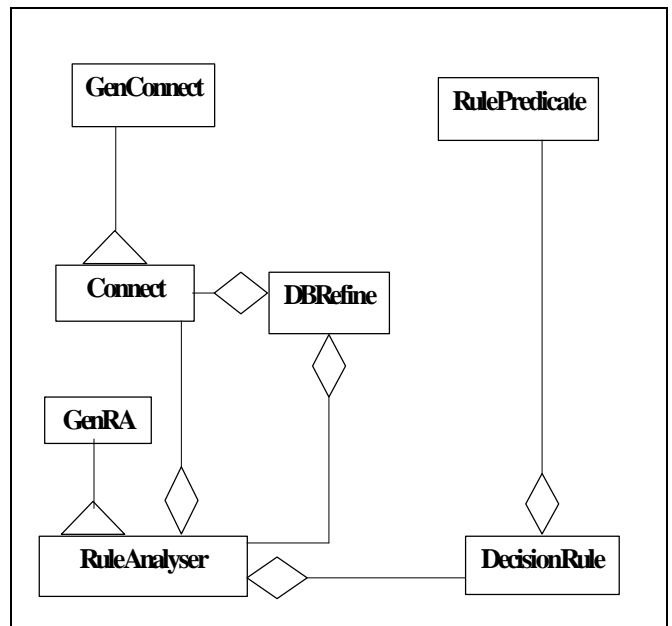 GenConnect
RulePredicate
Connect
DBRefine
GenRA
RuleAnalyser
DecisionRule